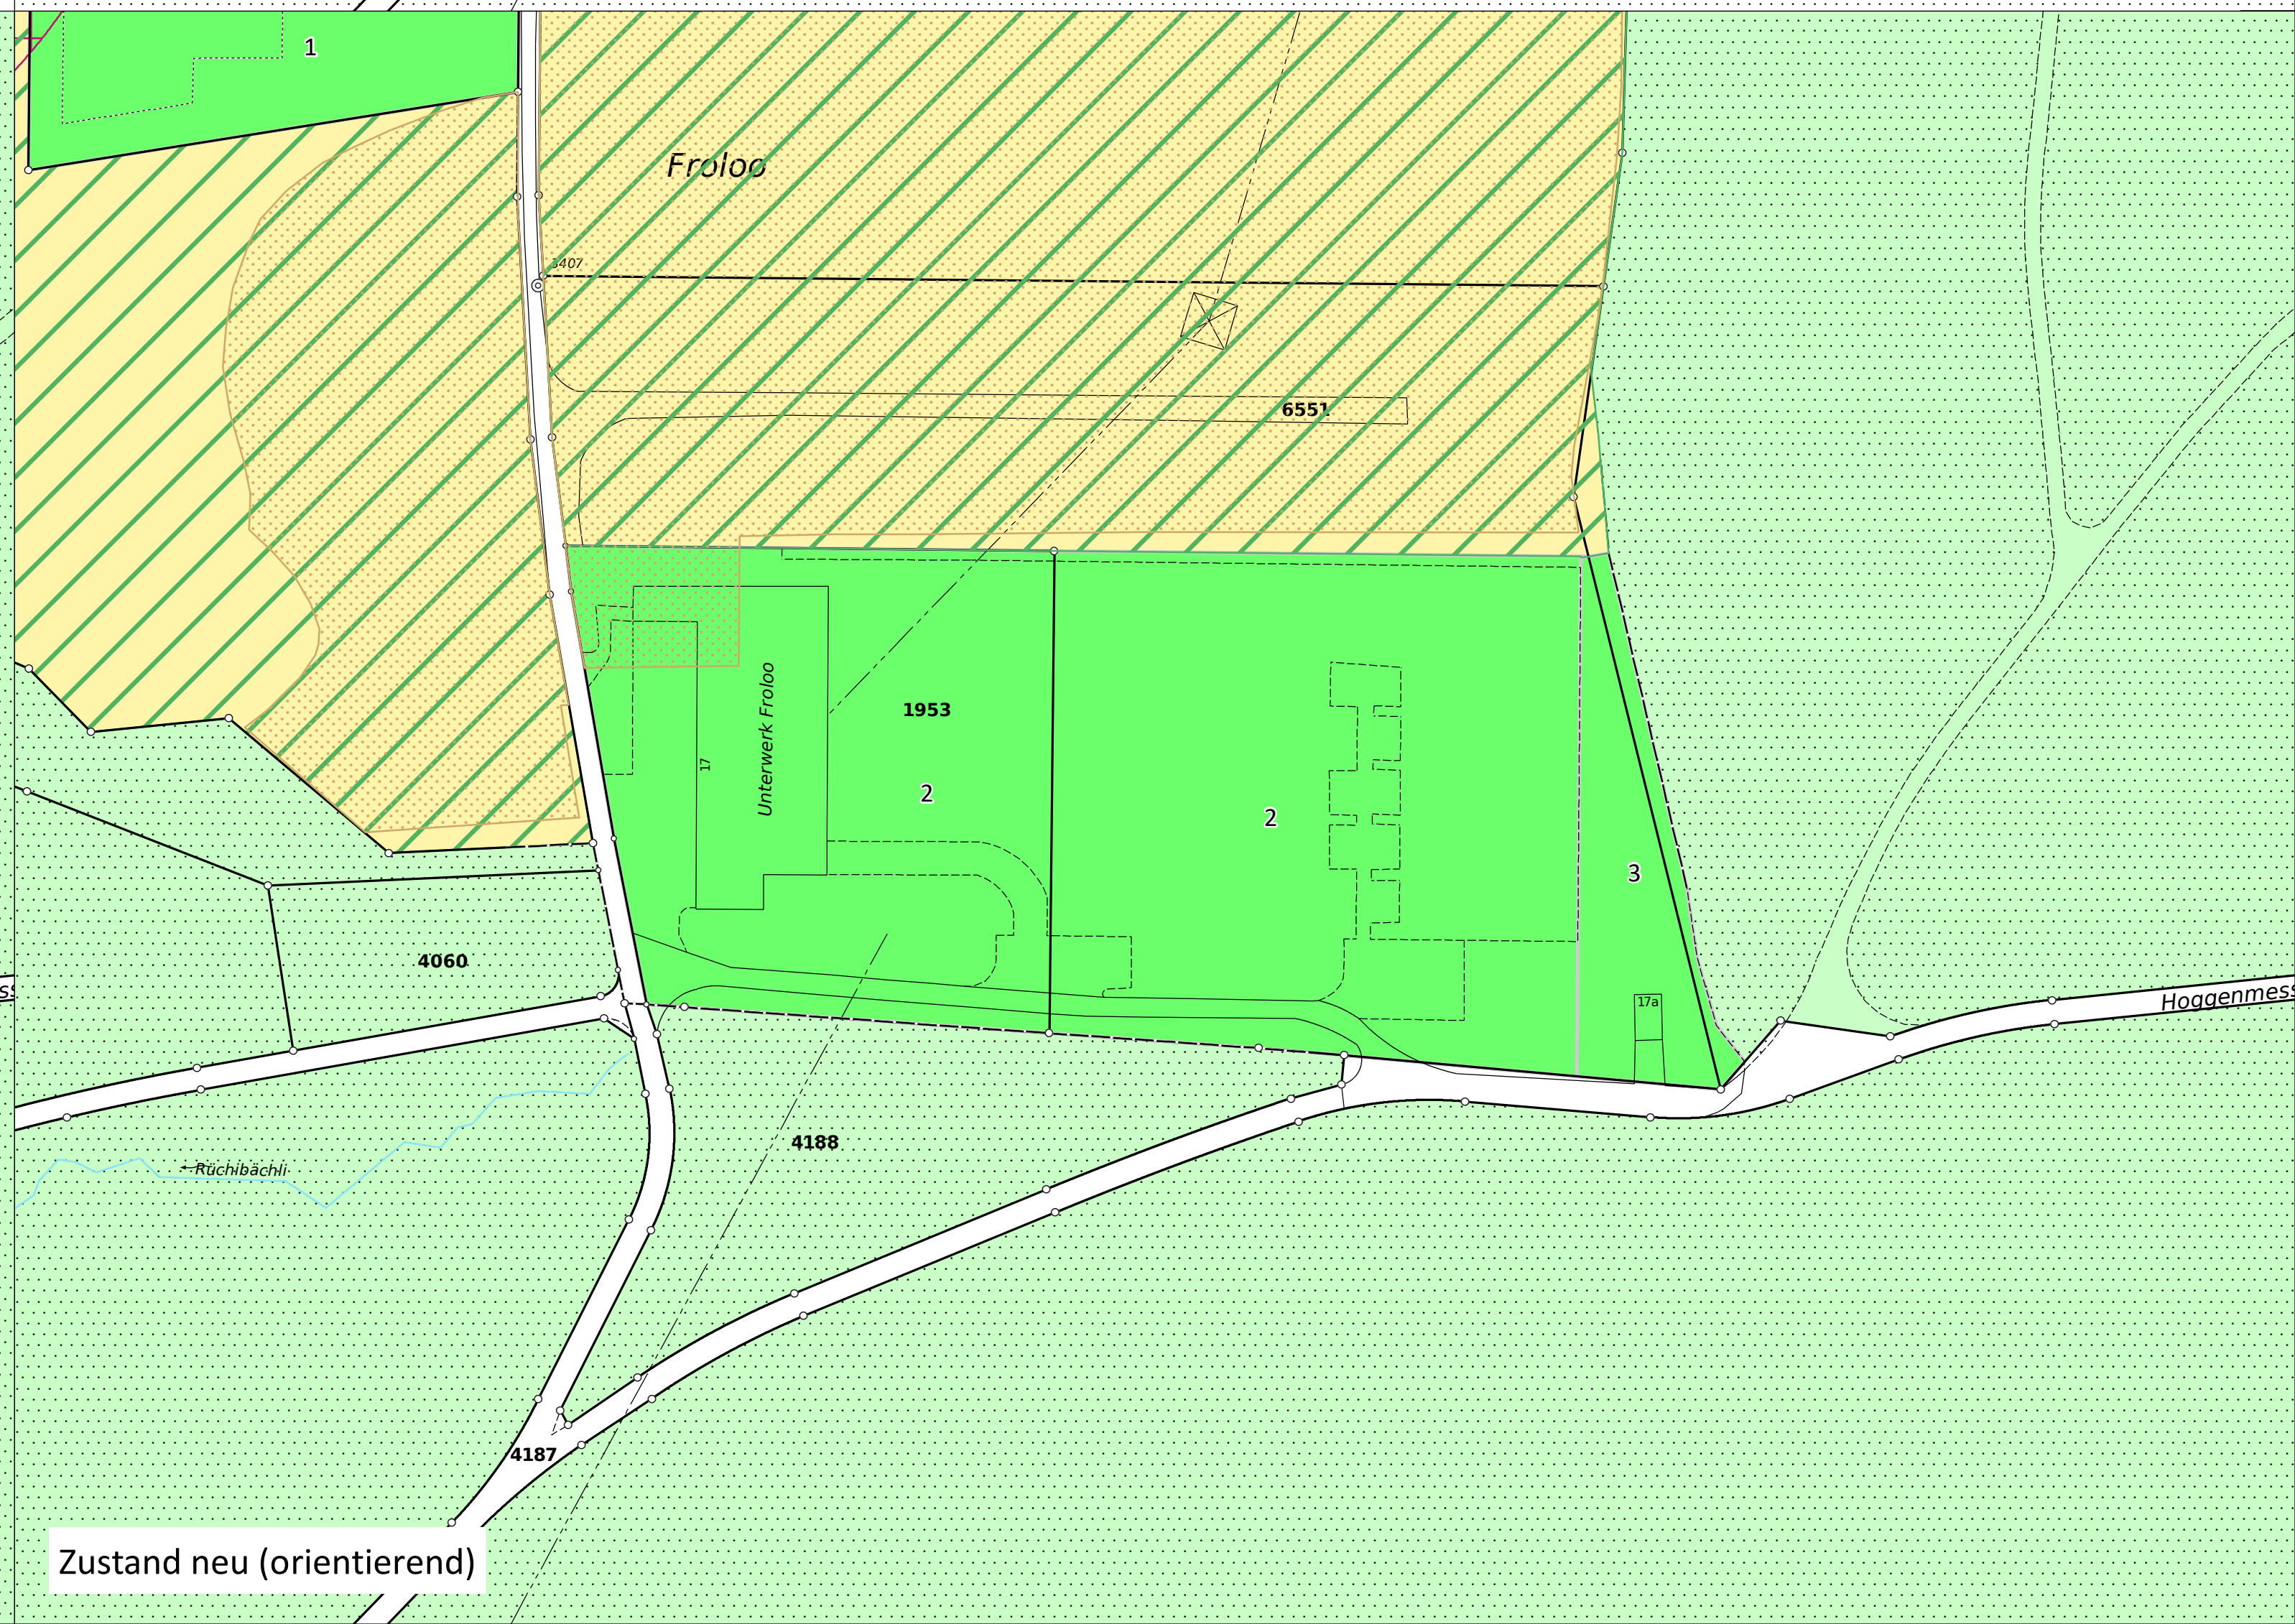 1
Froloo
3407
6551
Unterwerk Froloo
17
1953
2
2
3
4060
17a
Hoggenmess
4188
Rüchibächli
4187
Zustand neu (orientierend)